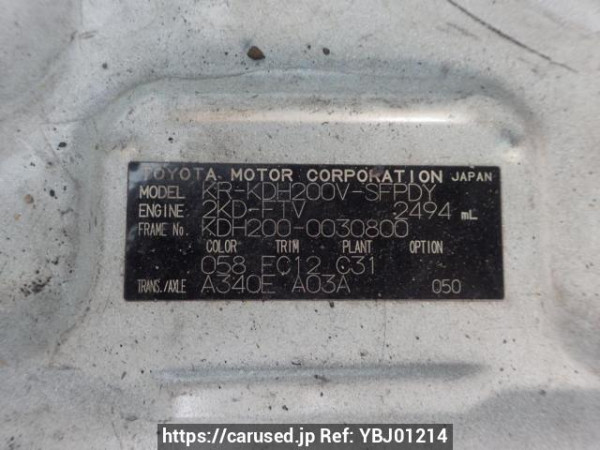 TOYOTA MOTOR CORPORATION JAPAN
MODEL KR-KDH200V-SFPDY
ENGINE 2KD-FTV 2494 mL
FRAME No. KDH200-0030800
COLOR TRIM PLANT OPTION
058 FC12 C31
TRANS./AXLE A340E A03A 050
https://carused.jp Ref: YBJ01214